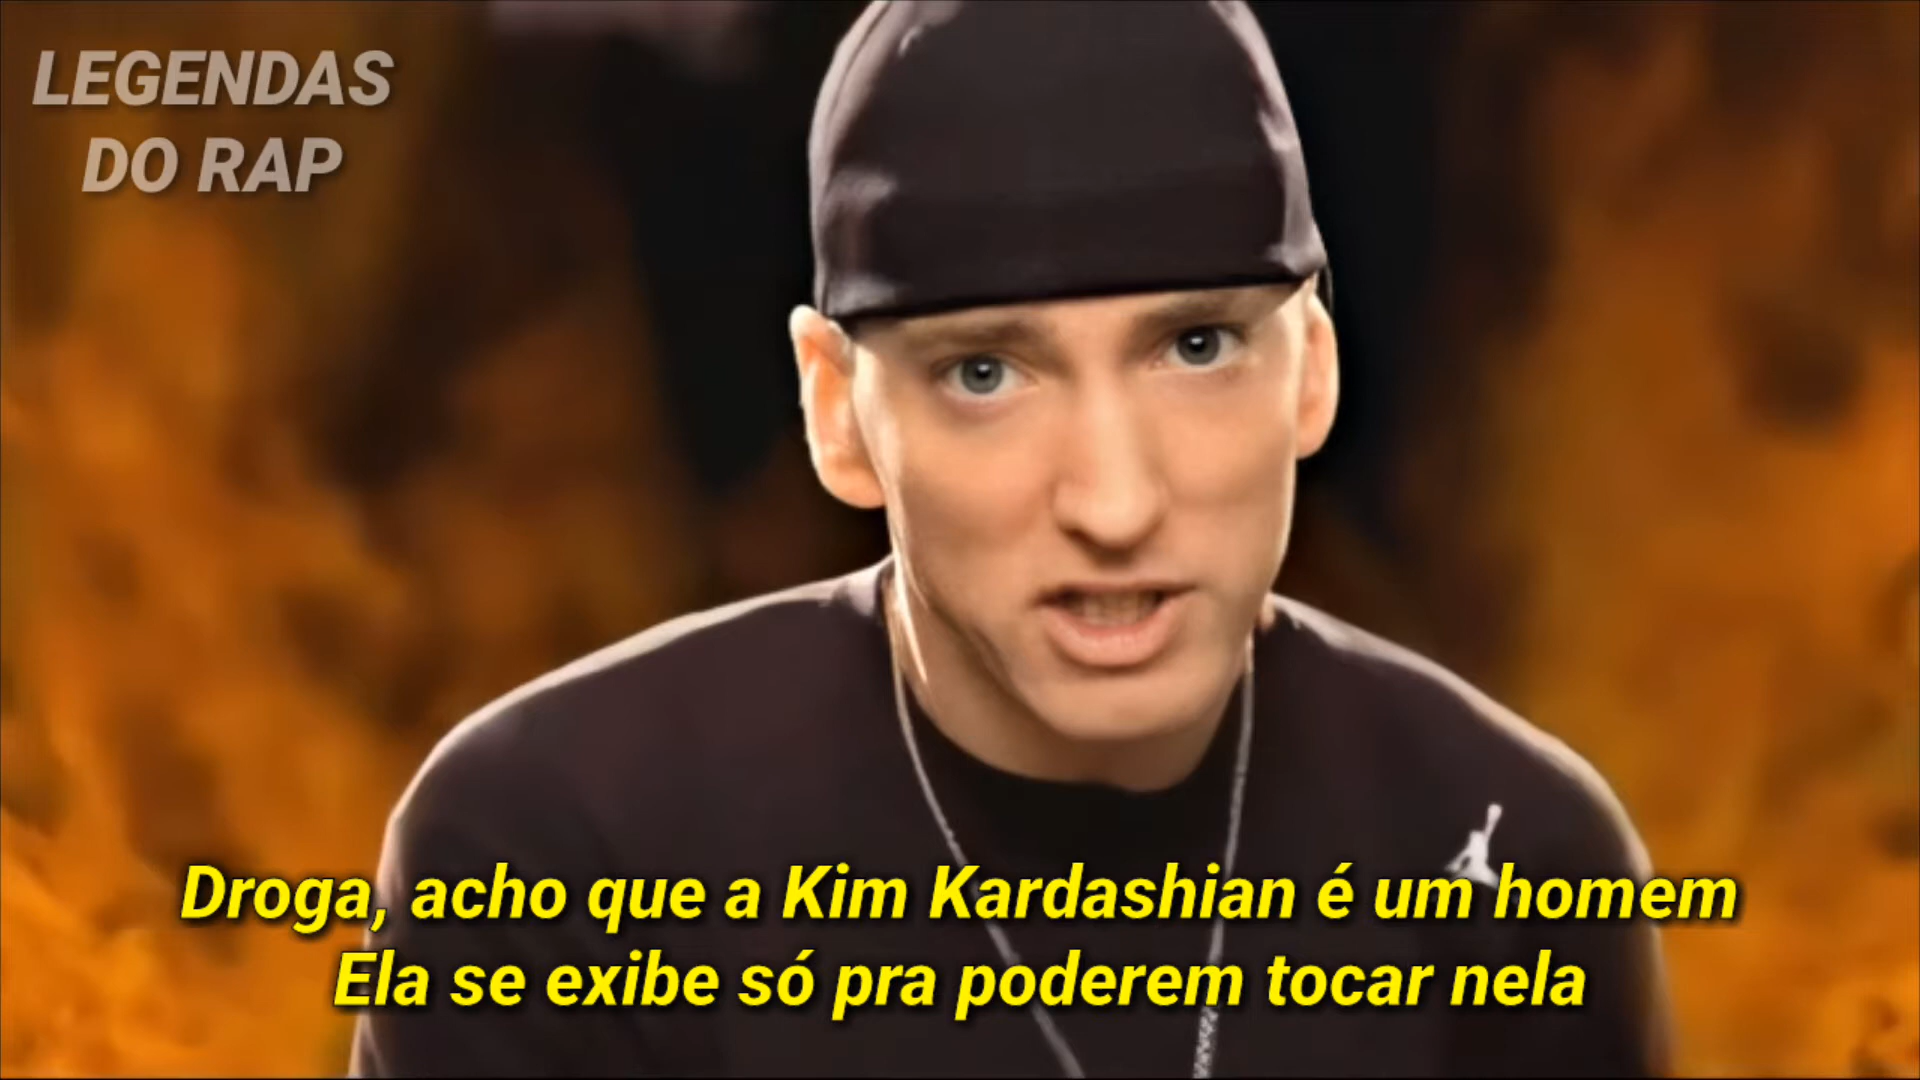 LEGENDAS
DO RAP
Droga, acho que a Kim Kardashian é um homem
Ela se exibe só pra poderem tocar nela